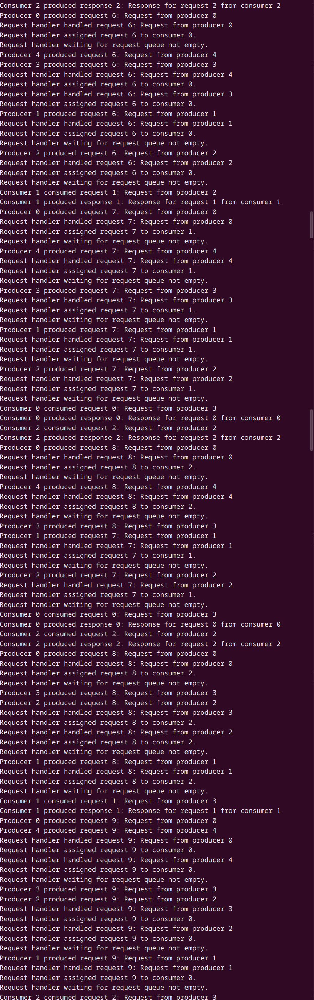 Consumer 2 produced response 2: Response for request 2 from consumer 2
Producer 0 produced request 6: Request from producer 0
Request handler handled request 6: Request from producer 0
Request handler assigned request 6 to consumer 0.
Request handler waiting for request queue not empty.
Producer 4 produced request 6: Request from producer 4
Producer 3 produced request 6: Request from producer 3
Request handler handled request 6: Request from producer 4
Request handler assigned request 6 to consumer 0.
Request handler handled request 6: Request from producer 3
Request handler assigned request 6 to consumer 0.
Producer 1 produced request 6: Request from producer 1
Request handler handled request 6: Request from producer 1
Request handler assigned request 6 to consumer 0.
Request handler waiting for request queue not empty.
Producer 2 produced request 6: Request from producer 2
Request handler handled request 6: Request from producer 2
Request handler assigned request 6 to consumer 0.
Request handler waiting for request queue not empty.
Consumer 1 consumed request 1: Request from producer 2
Consumer 1 produced response 1: Response for request 1 from consumer 1
Producer 0 produced request 7: Request from producer 0
Request handler handled request 7: Request from producer 0
Request handler assigned request 7 to consumer 1.
Request handler waiting for request queue not empty.
Producer 4 produced request 7: Request from producer 4
Request handler handled request 7: Request from producer 4
Request handler assigned request 7 to consumer 1.
Request handler waiting for request queue not empty.
Producer 3 produced request 7: Request from producer 3
Request handler handled request 7: Request from producer 3
Request handler assigned request 7 to consumer 1.
Request handler waiting for request queue not empty.
Producer 1 produced request 7: Request from producer 1
Request handler handled request 7: Request from producer 1
Request handler assigned request 7 to consumer 1.
Request handler waiting for request queue not empty.
Producer 2 produced request 7: Request from producer 2
Request handler handled request 7: Request from producer 2
Request handler assigned request 7 to consumer 1.
Request handler waiting for request queue not empty.
Consumer 0 consumed request 0: Request from producer 3
Consumer 0 produced response 0: Response for request 0 from consumer 0
Consumer 2 consumed request 2: Request from producer 2
Consumer 2 produced response 2: Response for request 2 from consumer 2
Producer 0 produced request 8: Request from producer 0
Request handler handled request 8: Request from producer 0
Request handler assigned request 8 to consumer 2.
Request handler waiting for request queue not empty.
Producer 4 produced request 8: Request from producer 4
Request handler handled request 8: Request from producer 4
Request handler assigned request 8 to consumer 2.
Request handler waiting for request queue not empty.
Producer 3 produced request 8: Request from producer 3
Producer 1 produced request 7: Request from producer 1
Request handler handled request 7: Request from producer 1
Request handler assigned request 7 to consumer 1.
Request handler waiting for request queue not empty.
Producer 2 produced request 7: Request from producer 2
Request handler handled request 7: Request from producer 2
Request handler assigned request 7 to consumer 1.
Request handler waiting for request queue not empty.
Consumer 0 consumed request 0: Request from producer 3
Consumer 0 produced response 0: Response for request 0 from consumer 0
Consumer 2 consumed request 2: Request from producer 2
Consumer 2 produced response 2: Response for request 2 from consumer 2
Producer 0 produced request 8: Request from producer 0
Request handler handled request 8: Request from producer 0
Request handler assigned request 8 to consumer 2.
Request handler waiting for request queue not empty.
Producer 3 produced request 8: Request from producer 3
Producer 2 produced request 8: Request from producer 2
Request handler handled request 8: Request from producer 3
Request handler assigned request 8 to consumer 2.
Request handler handled request 8: Request from producer 2
Request handler assigned request 8 to consumer 2.
Request handler waiting for request queue not empty.
Producer 1 produced request 8: Request from producer 1
Request handler handled request 8: Request from producer 1
Request handler assigned request 8 to consumer 2.
Request handler waiting for request queue not empty.
Consumer 1 consumed request 1: Request from producer 3
Consumer 1 produced response 1: Response for request 1 from consumer 1
Producer 0 produced request 9: Request from producer 0
Producer 4 produced request 9: Request from producer 4
Request handler handled request 9: Request from producer 0
Request handler assigned request 9 to consumer 0.
Request handler handled request 9: Request from producer 4
Request handler assigned request 9 to consumer 0.
Request handler waiting for request queue not empty.
Producer 3 produced request 9: Request from producer 3
Producer 2 produced request 9: Request from producer 2
Request handler handled request 9: Request from producer 3
Request handler assigned request 9 to consumer 0.
Request handler handled request 9: Request from producer 2
Request handler assigned request 9 to consumer 0.
Request handler waiting for request queue not empty.
Producer 1 produced request 9: Request from producer 1
Request handler handled request 9: Request from producer 1
Request handler assigned request 9 to consumer 0.
Request handler waiting for request queue not empty.
Consumer 2 consumed request 2: Request from producer 3